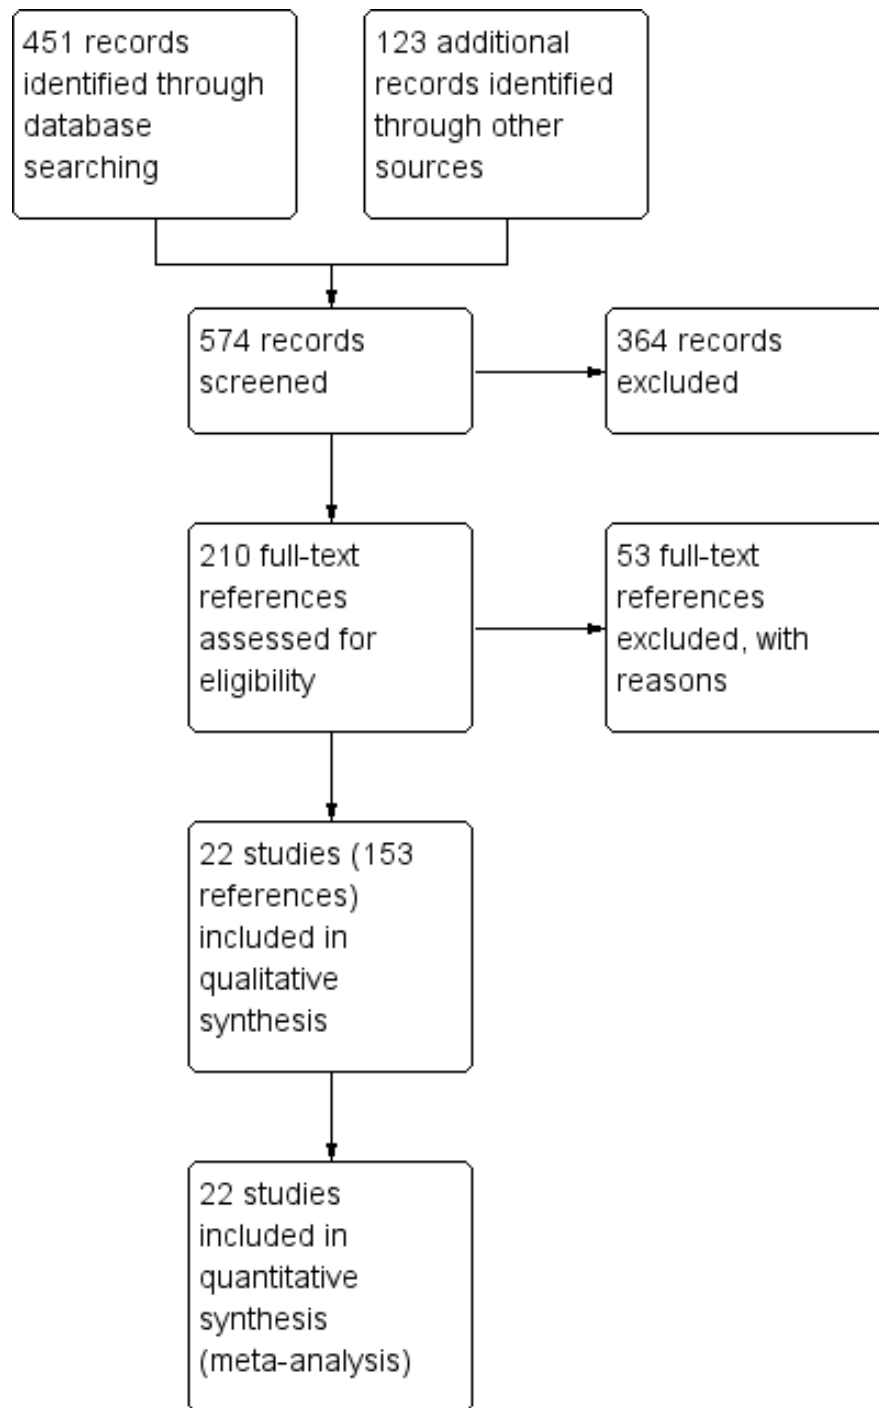 451 records
identified through
database
searching
123 additional
records identified
through other
sources
574 records
screened
364 records
excluded
210 full-text
references
assessed for
eligibility
53 full-text
references
excluded, with
reasons
22 studies (153
references)
included in
qualitative
synthesis
22 studies
included in
quantitative
synthesis
(meta-analysis)